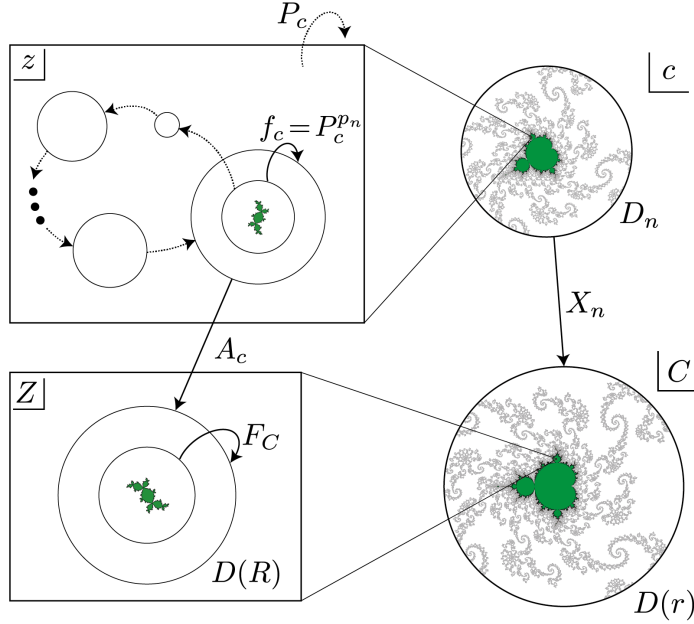 P_c
z
c
f_c = P_c^{p_n}
D_n
X_n
A_c
Z
C
F_C
D(R)
D(r)